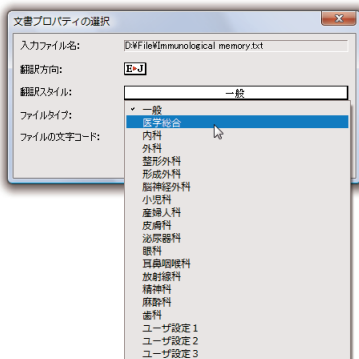 文書プロパティの選択
入力ファイル名: D:¥File¥Immunological memory.txt
翻訳方向: E▸J
翻訳スタイル: 一般
ファイルタイプ:
ファイルの文字コード:
✓ 一般
医学総合
内科
外科
整形外科
形成外科
脳神経外科
小児科
産婦人科
皮膚科
泌尿器科
眼科
耳鼻咽喉科
放射線科
精神科
麻酔科
歯科
ユーザ設定1
ユーザ設定2
ユーザ設定3